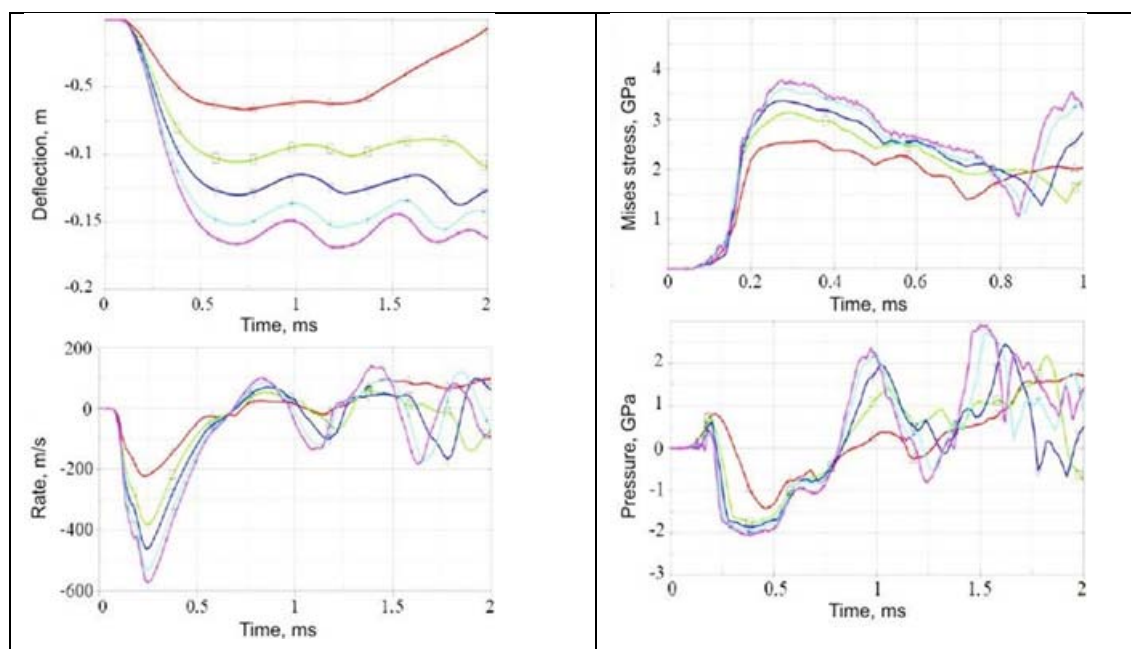 Deflection, m
-0.5
-0.1
-0.15
-0.2
0 0.5 1 1.5 2
Time, ms
Mises stress, GPa
4
3
2
1
0 0.2 0.4 0.6 0.8 1
Time, ms
Rate, m/s
200
0
-200
-400
-600
0 0.5 1 1.5 2
Time, ms
Pressure, GPa
2
1
0
-1
-2
-3
0 0.5 1 1.5 2
Time, ms